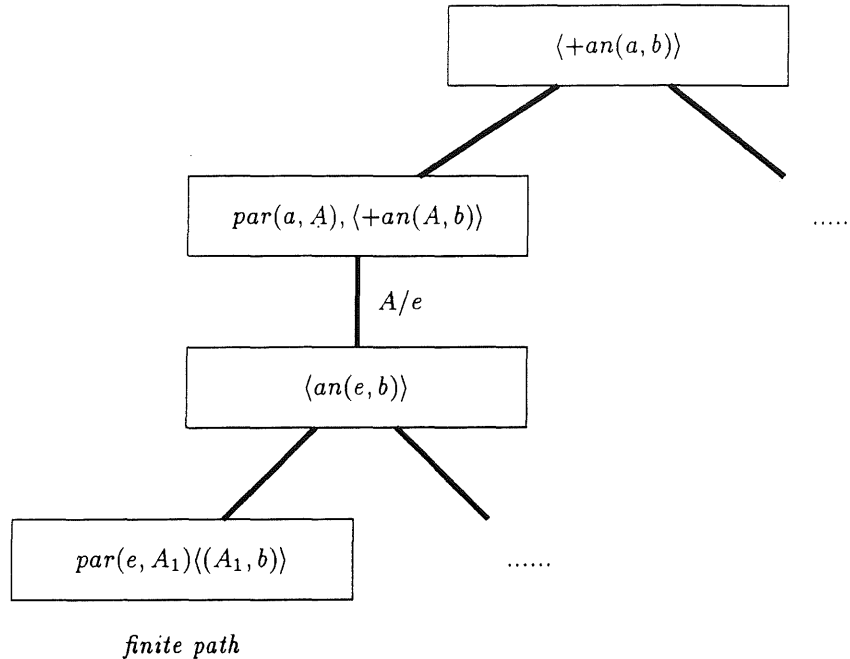 ⟨+an(a, b)⟩
par(a, A), ⟨+an(A, b)⟩
.....
A/e
⟨an(e, b)⟩
par(e, A₁)⟨(A₁, b)⟩
......
finite path